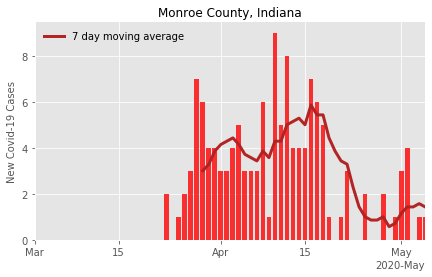 Monroe County, Indiana
7 day moving average
New Covid-19 Cases
8
6
4
2
0
Mar
15
Apr
15
May
2020-May